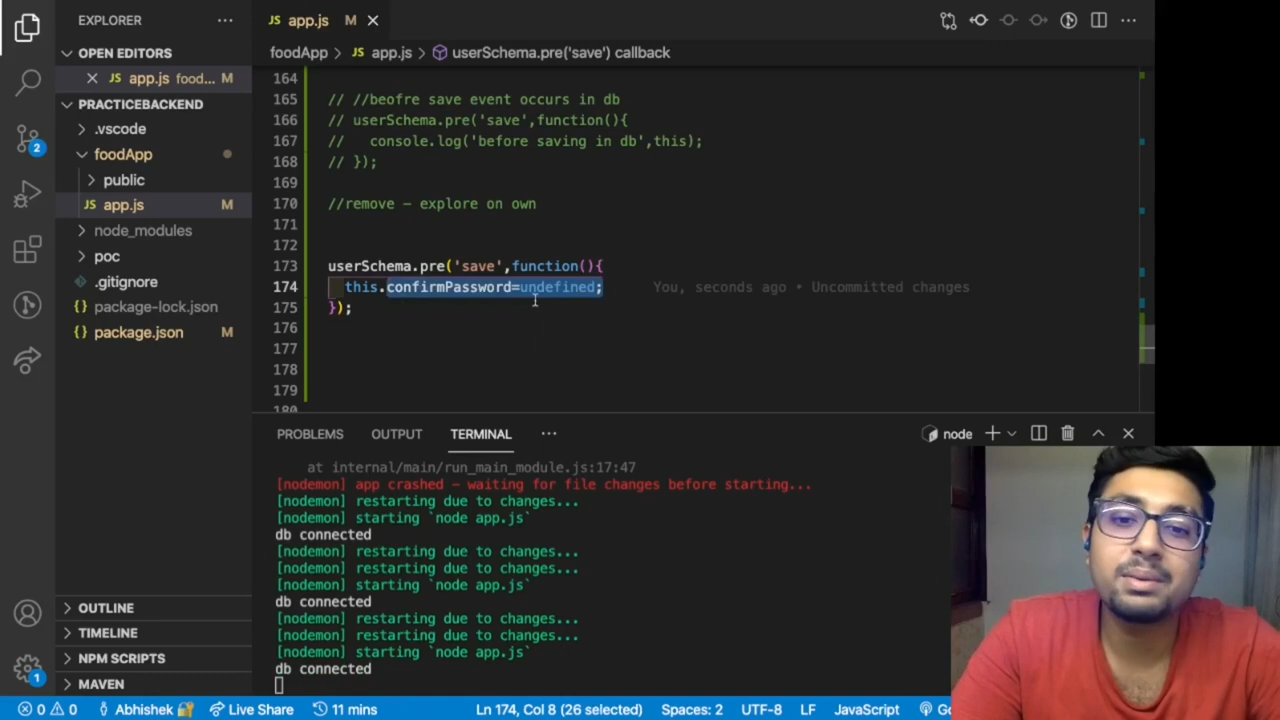 EXPLORER ...
OPEN EDITORS
JS app.js food... M
PRACTICEBACKEND
.vscode
foodApp
public
JS app.js M
node_modules
poc
.gitignore
{} package-lock.json
{} package.json M
OUTLINE
TIMELINE
NPM SCRIPTS
MAVEN
2
1
JS app.js M
...
foodApp > JS app.js > userSchema.pre('save') callback
164
165 // //beofre save event occurs in db
166 // userSchema.pre('save',function(){
167 //   console.log('before saving in db',this);
168 // });
169
170 //remove - explore on own
171
172
173 userSchema.pre('save',function(){
174   this.confirmPassword=undefined; You, seconds ago • Uncommitted changes
175 });
176
177
178
179
180
PROBLEMS OUTPUT TERMINAL ... node
at internal/main/run_main_module.js:17:47
[nodemon] app crashed - waiting for file changes before starting...
[nodemon] restarting due to changes...
[nodemon] starting `node app.js`
db connected
[nodemon] restarting due to changes...
[nodemon] restarting due to changes...
[nodemon] starting `node app.js`
db connected
[nodemon] restarting due to changes...
[nodemon] restarting due to changes...
[nodemon] starting `node app.js`
db connected
0 0 Abhishek Live Share 11 mins Ln 174, Col 8 (26 selected) Spaces: 2 UTF-8 LF JavaScript Go